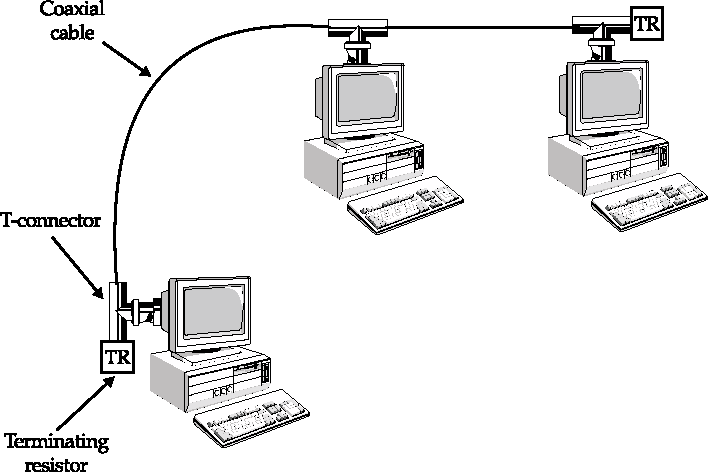 Coaxial
cable
TR
T-connector
TR
Terminating
resistor